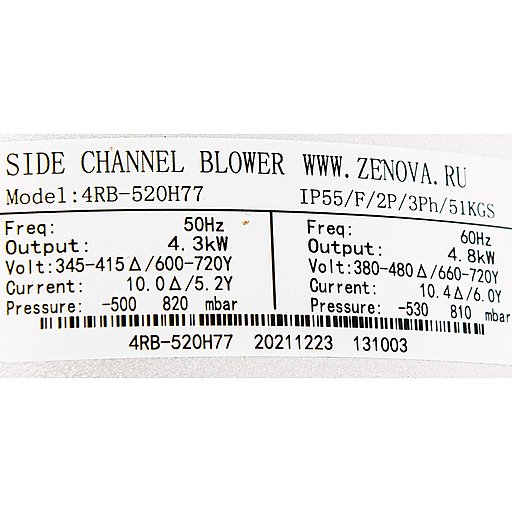 SIDE CHANNEL BLOWER WWW.ZENOVA.RU
Model:4RB-520H77 IP55/F/2P/3Ph/51KGS
Freq: 50Hz
Output: 4.3kW
Volt:345-415Δ/600-720Y
Current: 10.0Δ/5.2Y
Pressure: -500 820 mbar
Freq: 60Hz
Output: 4.8kW
Volt:380-480Δ/660-720Y
Current: 10.4Δ/6.0Y
Pressure: -530 810 mbar
4RB-520H77 20211223 131003